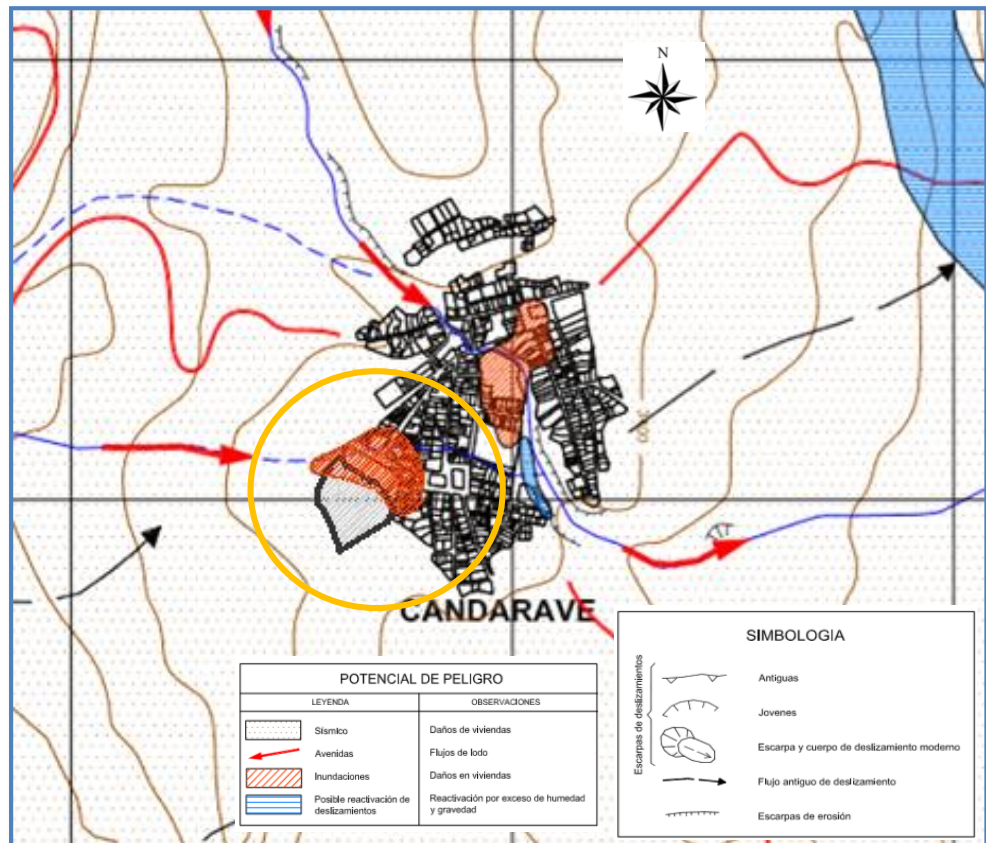 N
CANDARAVE
POTENCIAL DE PELIGRO
LEYENDA
OBSERVACIONES
Sísmico
Daños de viviendas
Avenidas
Flujos de lodo
Inundaciones
Daños en viviendas
Posible reactivación de
deslizamientos
Reactivación por exceso de humedad
y gravedad
SIMBOLOGIA
Escarpas de deslizamientos
Antiguas
Jovenes
Escarpa y cuerpo de deslizamiento moderno
Flujo antiguo de deslizamiento
Escarpas de erosión